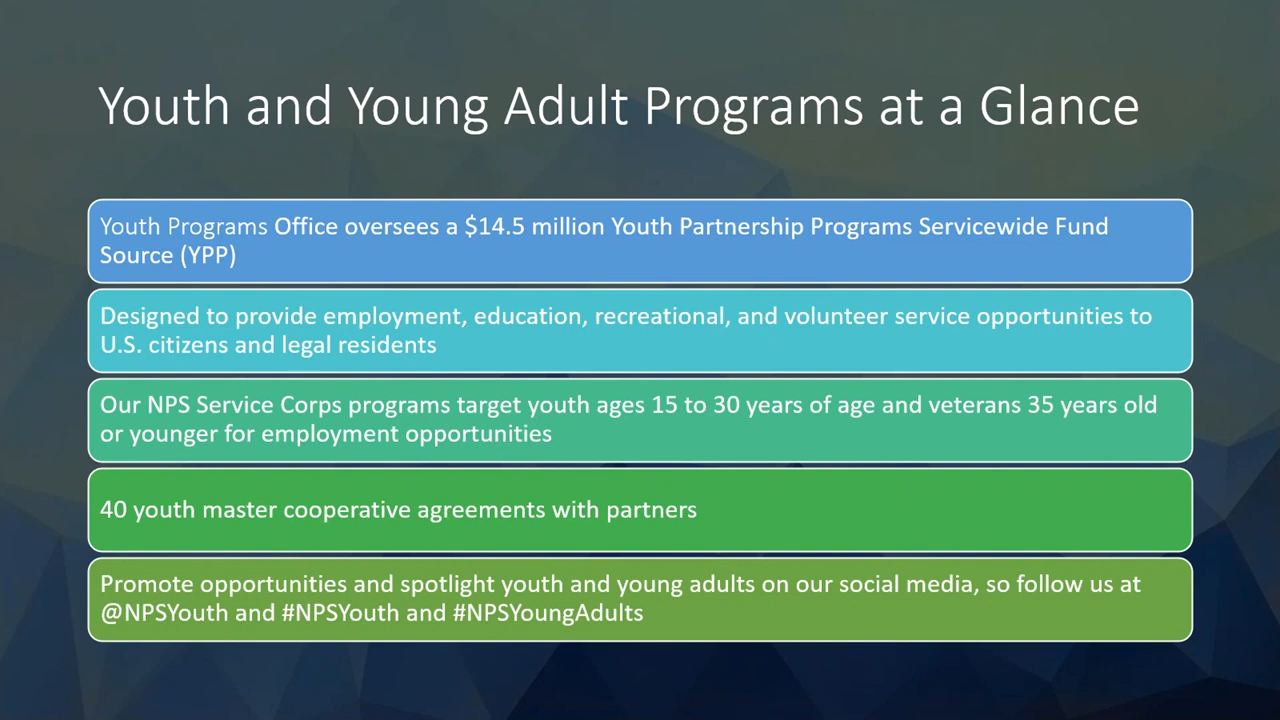 Youth and Young Adult Programs at a Glance
Youth Programs Office oversees a $14.5 million Youth Partnership Programs Servicewide Fund
Source (YPP)
Designed to provide employment, education, recreational, and volunteer service opportunities to
U.S. citizens and legal residents
Our NPS Service Corps programs target youth ages 15 to 30 years of age and veterans 35 years old
or younger for employment opportunities
40 youth master cooperative agreements with partners
Promote opportunities and spotlight youth and young adults on our social media, so follow us at
@NPSYouth and #NPSYouth and #NPSYoungAdults